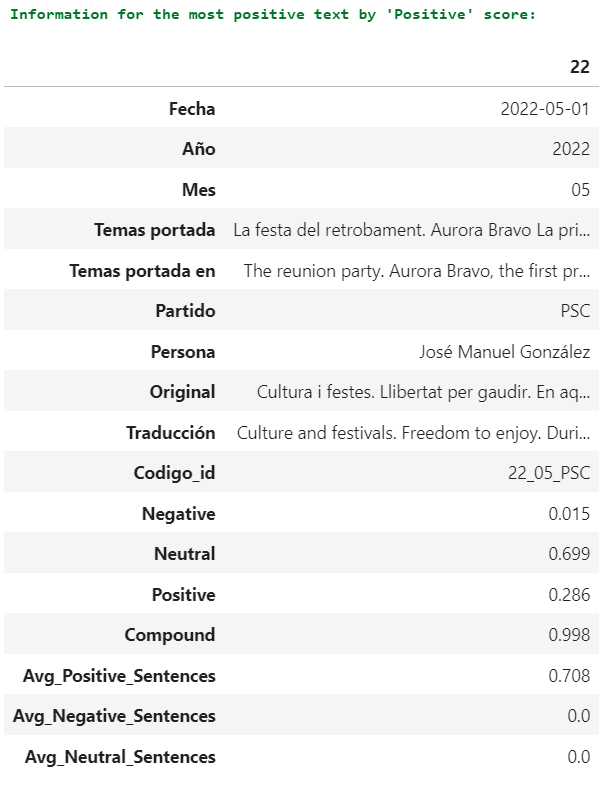 Information for the most positive text by 'Positive' score:
22
Fecha 2022-05-01
Año 2022
Mes 05
Temas portada La festa del retrobament. Aurora Bravo La pri...
Temas portada en The reunion party. Aurora Bravo, the first pr...
Partido PSC
Persona José Manuel González
Original Cultura i festes. Llibertat per gaudir. En aq...
Traducción Culture and festivals. Freedom to enjoy. Duri...
Codigo_id 22_05_PSC
Negative 0.015
Neutral 0.699
Positive 0.286
Compound 0.998
Avg_Positive_Sentences 0.708
Avg_Negative_Sentences 0.0
Avg_Neutral_Sentences 0.0